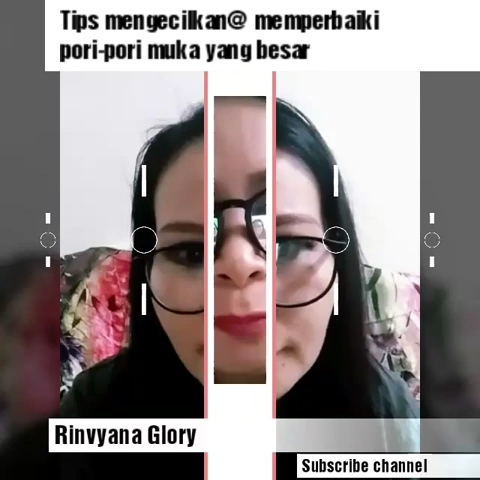 Tips mengecilkan@ memperbaiki
pori-pori muka yang besar
Rinvyana Glory
Subscribe channel